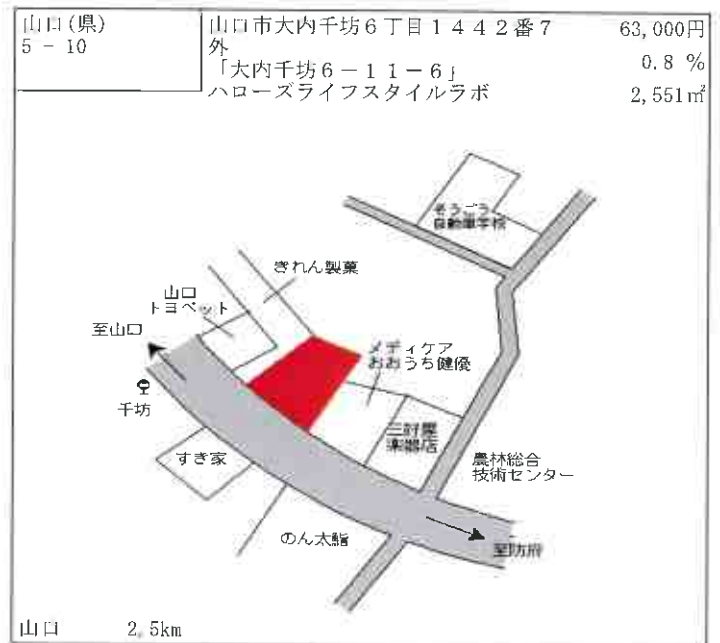 山口(県)
5 - 10
山口市大内千坊6丁目1442番7
外
「大内千坊6-11-6」
ハローズライフスタイルラボ
63,000円
0.8 %
2,551㎡
そうごう
自動車学校
きれん製菓
山口
トヨペット
至山口
メディケア
おおうち健優
千坊
三好屋
楽器店
すき家
農林総合
技術センター
のん太鮨
至防府
山口 2.5km